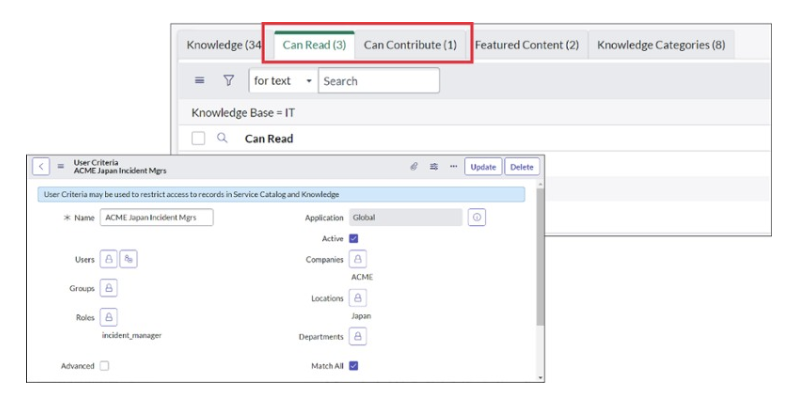 Knowledge (34 Can Read (3) Can Contribute (1) Featured Content (2) Knowledge Categories (8)
for text Search
Knowledge Base = IT
Can Read
User Criteria
ACME Japan Incident Mgrs
Update Delete
User Criteria may be used to restrict access to records in Service Catalog and Knowledge
* Name ACME Japan Incident Mgrs Application Global
Active
Users Companies
ACME
Groups Locations
Japan
Roles
incident_manager Departments
Advanced Match All